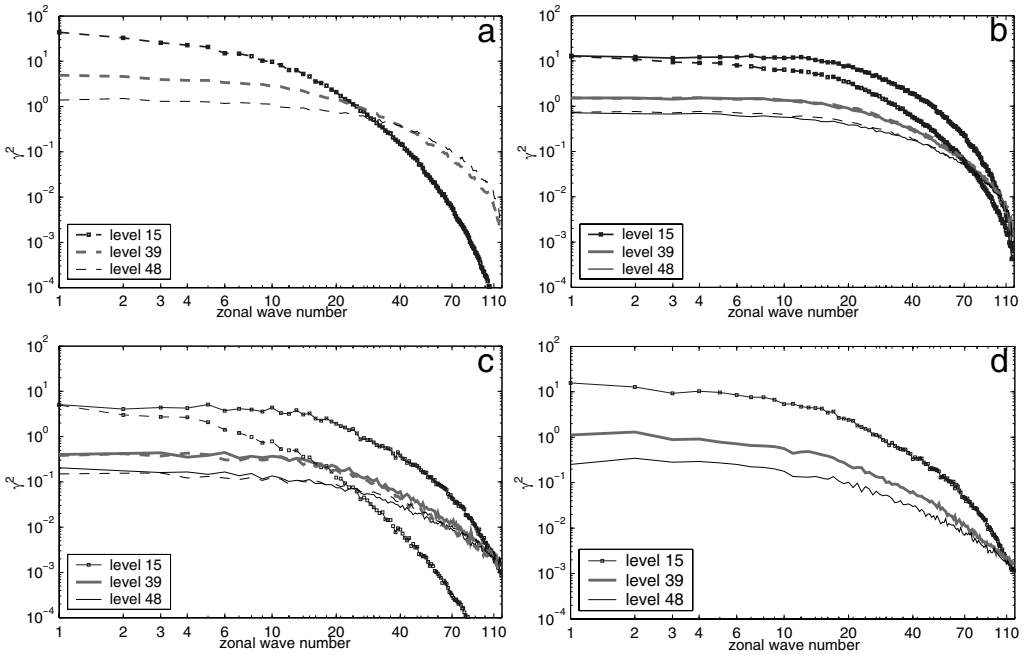 a
10^2
10^1
10^0
10^-1
10^-2
10^-3
10^-4
γ^2
level 15
level 39
level 48
1 2 3 4 6 10 20 40 70 110
zonal wave number
b
10^2
10^1
10^0
10^-1
10^-2
10^-3
10^-4
γ^2
level 15
level 39
level 48
1 2 3 4 6 10 20 40 70 110
zonal wave number
c
10^2
10^1
10^0
10^-1
10^-2
10^-3
10^-4
γ^2
level 15
level 39
level 48
1 2 3 4 6 10 20 40 70 110
zonal wave number
d
10^2
10^1
10^0
10^-1
10^-2
10^-3
10^-4
γ^2
level 15
level 39
level 48
1 2 3 4 6 10 20 40 70 110
zonal wave number